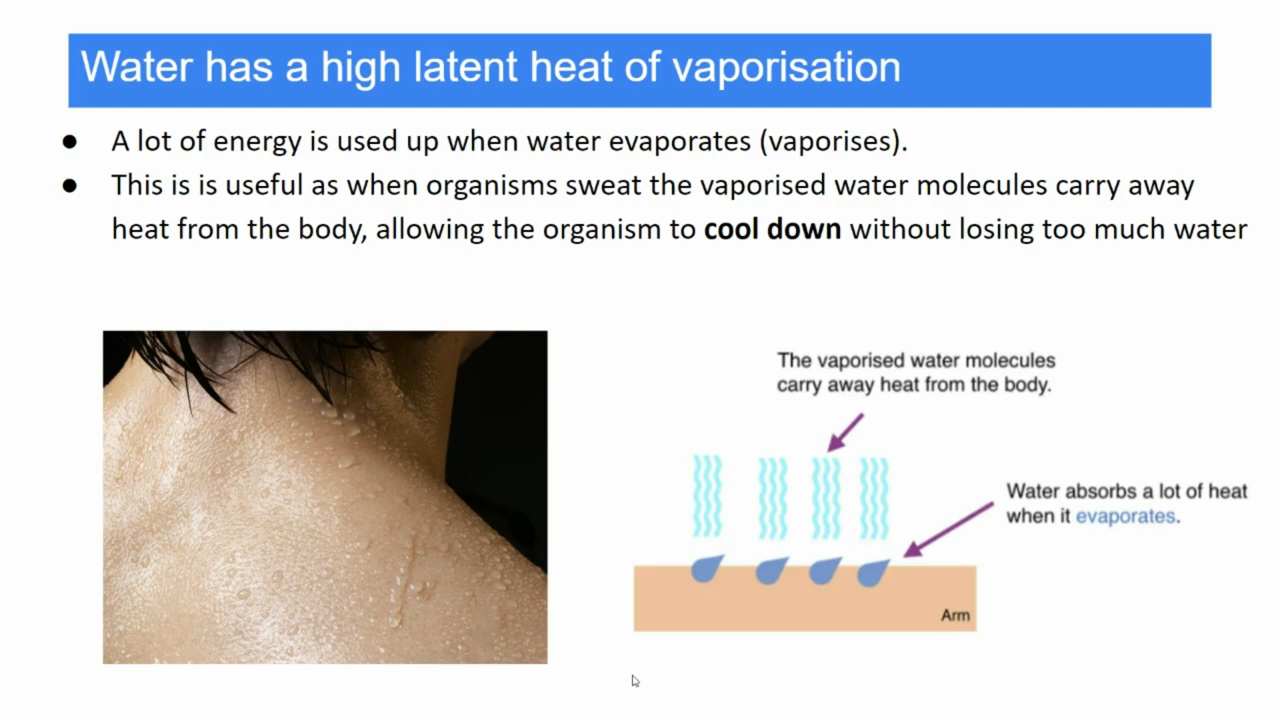 Water has a high latent heat of vaporisation
● A lot of energy is used up when water evaporates (vaporises).
● This is is useful as when organisms sweat the vaporised water molecules carry away
heat from the body, allowing the organism to cool down without losing too much water
The vaporised water molecules
carry away heat from the body.
Water absorbs a lot of heat
when it evaporates.
Arm